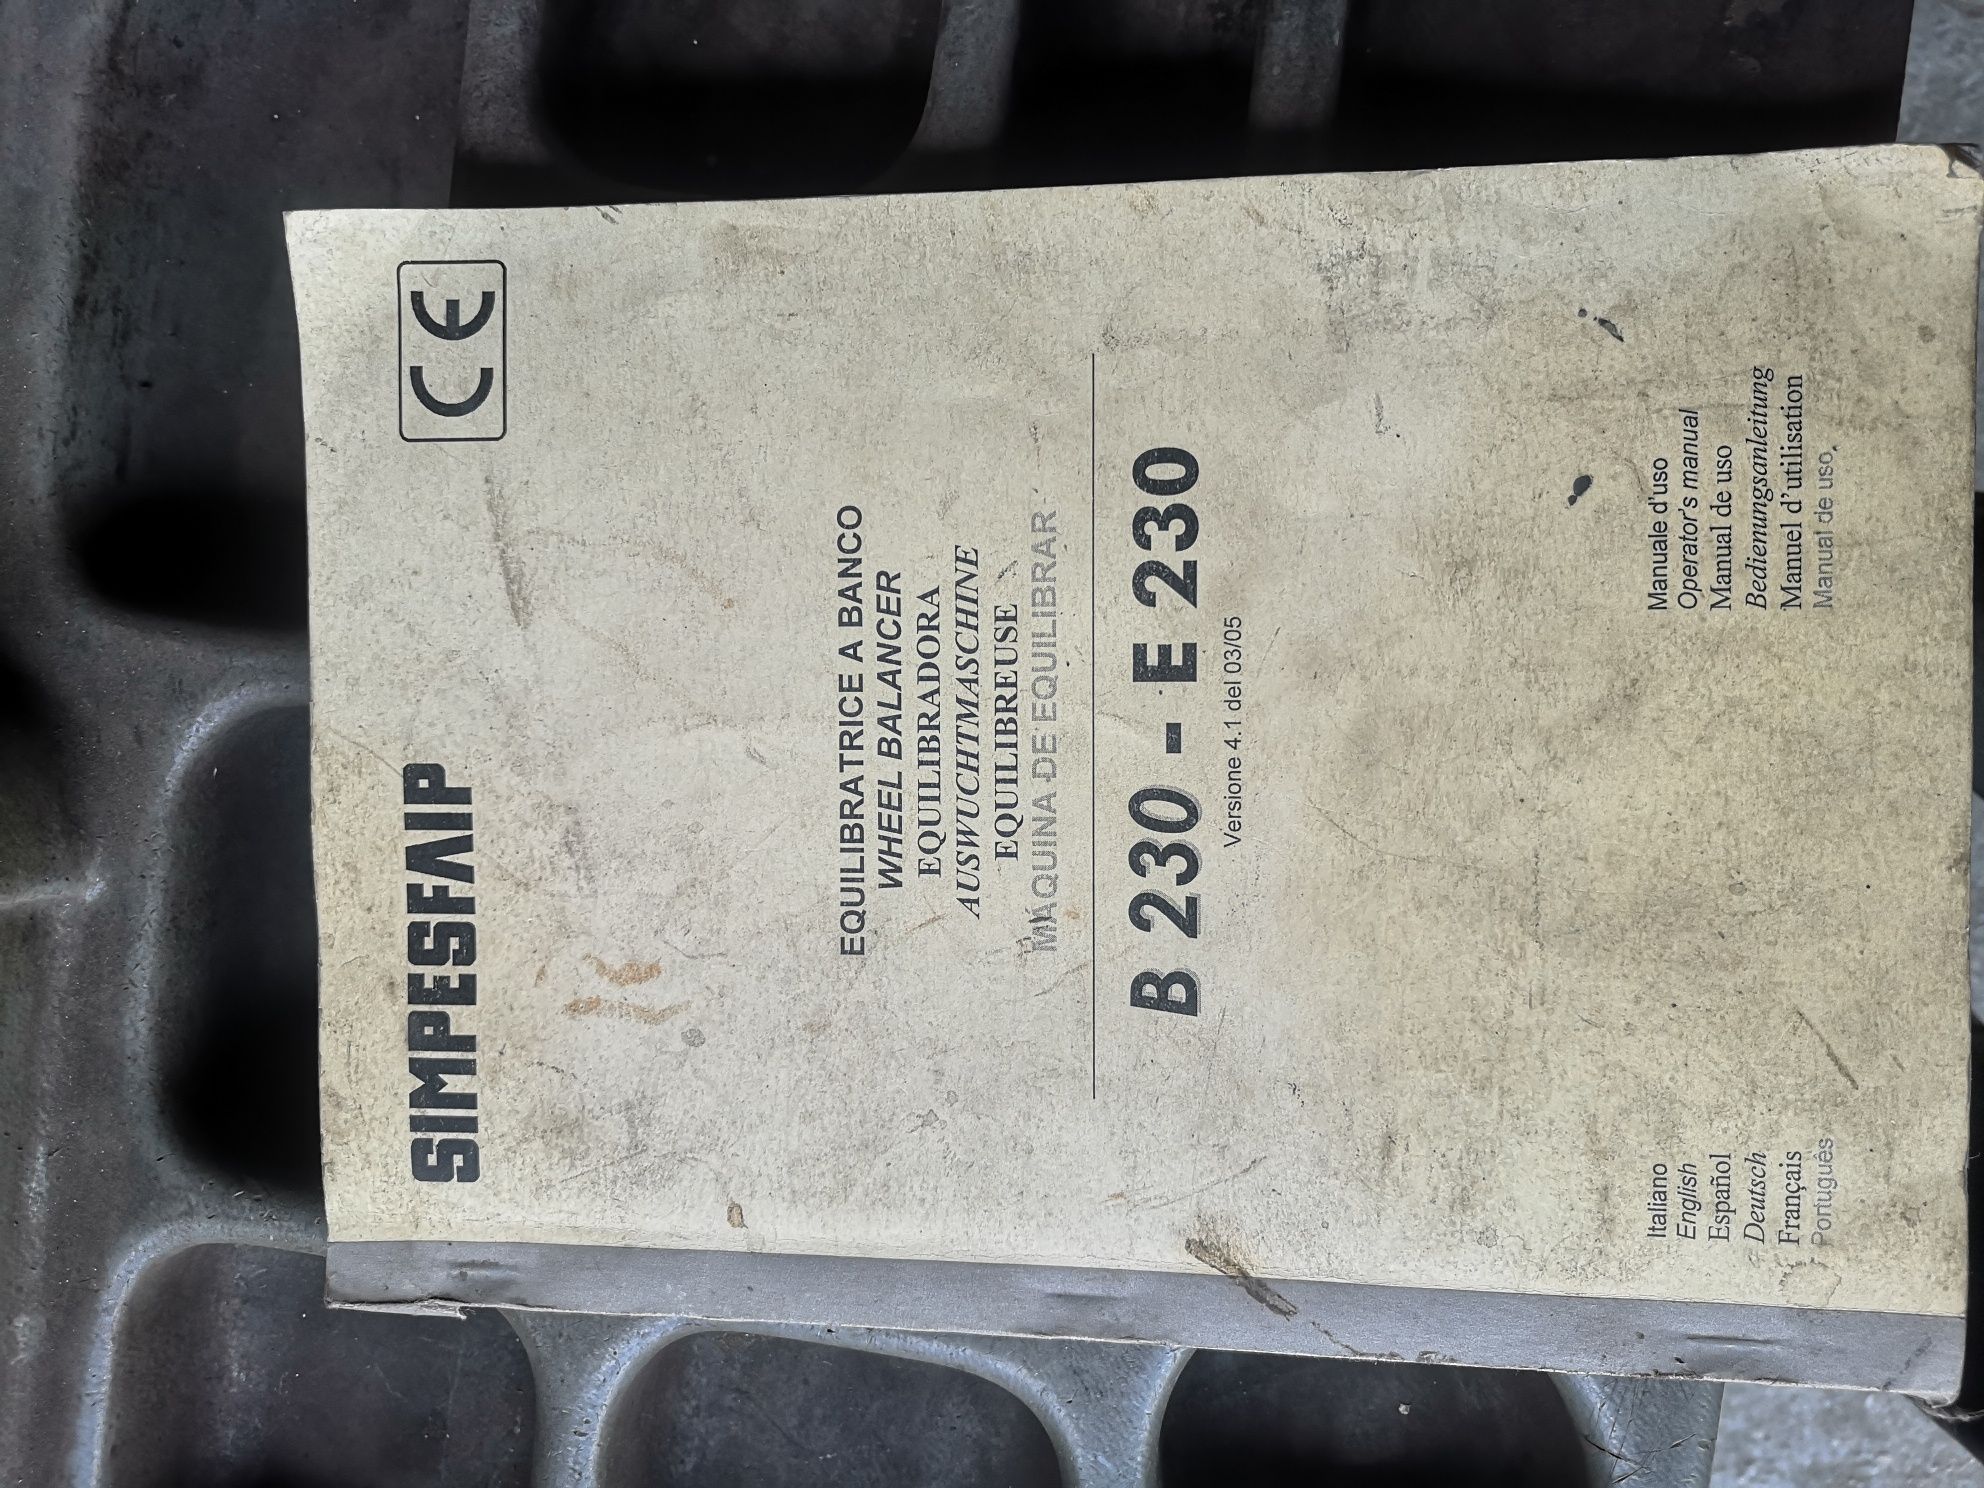 SIMPESFAIP
CE
EQUILIBRATRICE A BANCO
WHEEL BALANCER
EQUILIBRADORA
AUSWUCHTMASCHINE
EQUILIBREUSE
MÁQUINA DE EQUILIBRAR
B 230 - E 230
Versione 4.1 del 03/05
Italiano Manuale d'uso
English Operator's manual
Español Manual de uso
Deutsch Bedienungsanleitung
Français Manuel d'utilisation
Português Manual de uso